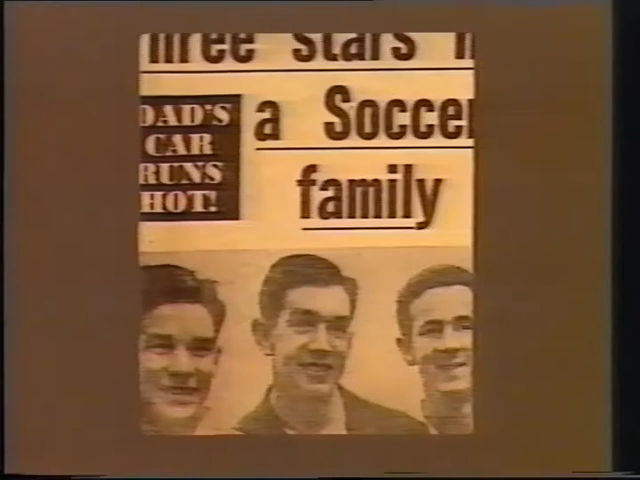 Three stars
a Soccer
family
DAD'S
CAR
RUNS
HOT!